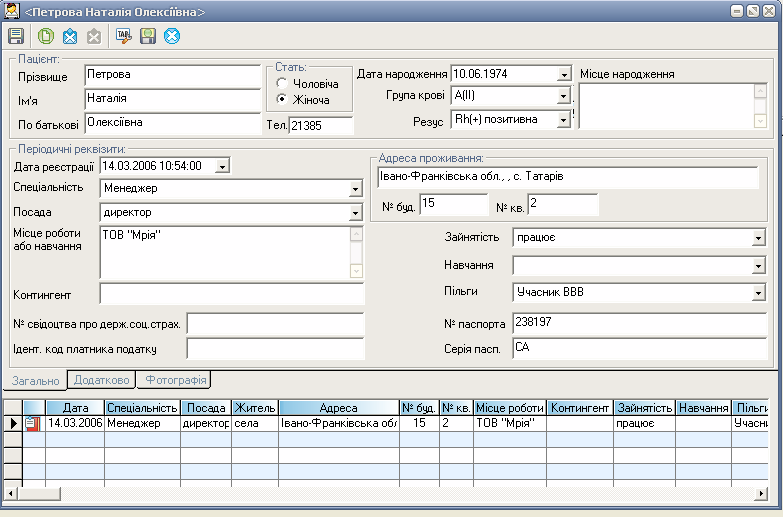 <Петрова Наталія Олексіївна>
Пацієнт:
Прізвище Петрова
Ім'я Наталія
По батькові Олексіївна
Стать:
Чоловіча
Жіноча
Тел. 21385
Дата народження 10.06.1974
Група крові A(II)
Резус Rh(+) позитивна
Місце народження
Періодичні реквізити:
Дата реєстрації 14.03.2006 10:54:00
Спеціальність Менеджер
Посада директор
Місце роботи або навчання ТОВ "Мрія"
Контингент
№ свідоцтва про держ.соц.страх.
Ідент. код платника податку
Адреса проживання:
Івано-Франківська обл., , с. Татарів
№ буд. 15 № кв. 2
Зайнятість працює
Навчання
Пільги Учасник ВВВ
№ паспорта 238197
Серія пасп. СА
Загально Додатково Фотографія
Дата Спеціальність Посада Житель Адреса № буд. № кв. Місце роботи Контингент Зайнятість Навчання Пільги
14.03.2006 Менеджер директор села Івано-Франківська обл 15 2 ТОВ "Мрія" працює Учасн